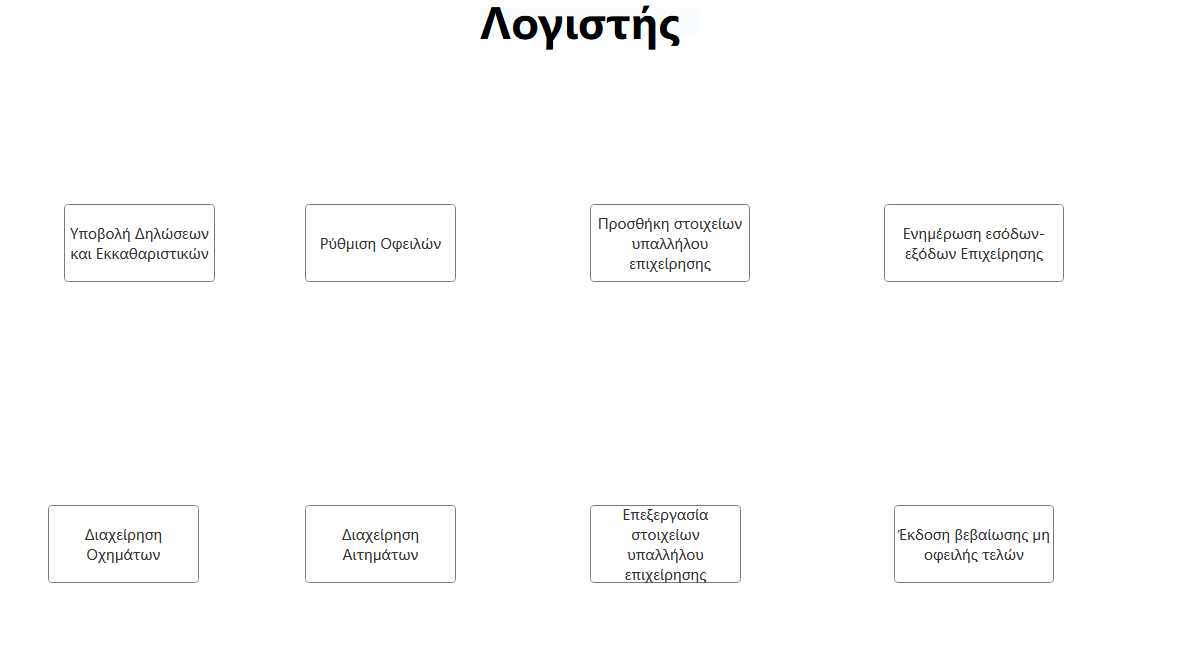 Λογιστής
Υποβολή Δηλώσεων
και Εκκαθαριστικών
Ρύθμιση Οφειλών
Προσθήκη στοιχείων
υπαλλήλου
επιχείρησης
Ενημέρωση εσόδων-
εξόδων Επιχείρησης
Διαχείρηση
Οχημάτων
Διαχείρηση
Αιτημάτων
Επεξεργασία
στοιχείων
υπαλλήλου
επιχείρησης
Έκδοση βεβαίωσης μη
οφειλής τελών